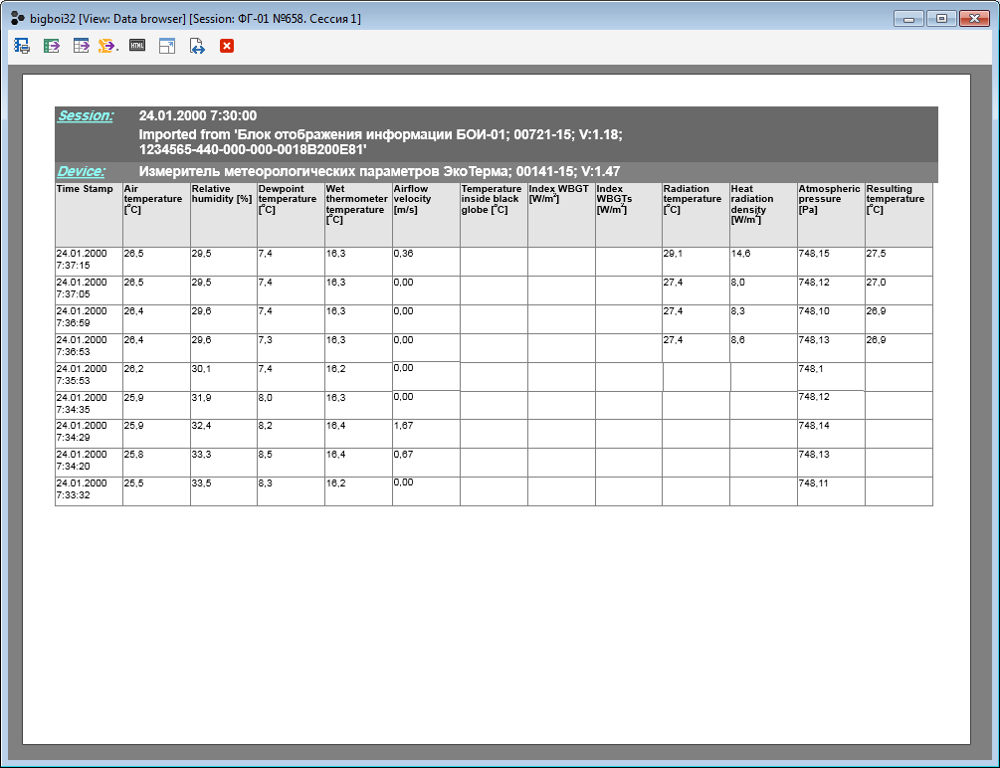 bigboi32 [View: Data browser] [Session: ФГ-01 №658. Сессия 1]
HTML
Session: 24.01.2000 7:30:00
Imported from 'Блок отображения информации БОИ-01; 00721-15; V:1.18;
1234565-440-000-000-0018B200E81'
Device: Измеритель метеорологических параметров ЭкоТерма; 00141-15; V:1.47
Time Stamp Air temperature [°C] Relative humidity [%] Dewpoint temperature [°C] Wet thermometer temperature [°C] Airflow velocity [m/s] Temperature inside black globe [°C] Index WBGT [W/m²] Index WBGTs [W/m²] Radiation temperature [°C] Heat radiation density [W/m²] Atmospheric pressure [Pa] Resulting temperature [°C]
24.01.2000 7:37:15 26,5 29,5 7,4 16,3 0,36 29,1 14,6 748,15 27,5
24.01.2000 7:37:05 26,5 29,5 7,4 16,3 0,00 27,4 8,0 748,12 27,0
24.01.2000 7:36:59 26,4 29,6 7,4 16,3 0,00 27,4 8,3 748,10 26,9
24.01.2000 7:36:53 26,4 29,6 7,3 16,3 0,00 27,4 8,6 748,13 26,9
24.01.2000 7:35:53 26,2 30,1 7,4 16,2 0,00 748,1
24.01.2000 7:34:35 25,9 31,9 8,0 16,3 0,00 748,12
24.01.2000 7:34:29 25,9 32,4 8,2 16,4 1,67 748,14
24.01.2000 7:34:20 25,8 33,3 8,5 16,4 0,67 748,13
24.01.2000 7:33:32 25,5 33,5 8,3 16,2 0,00 748,11